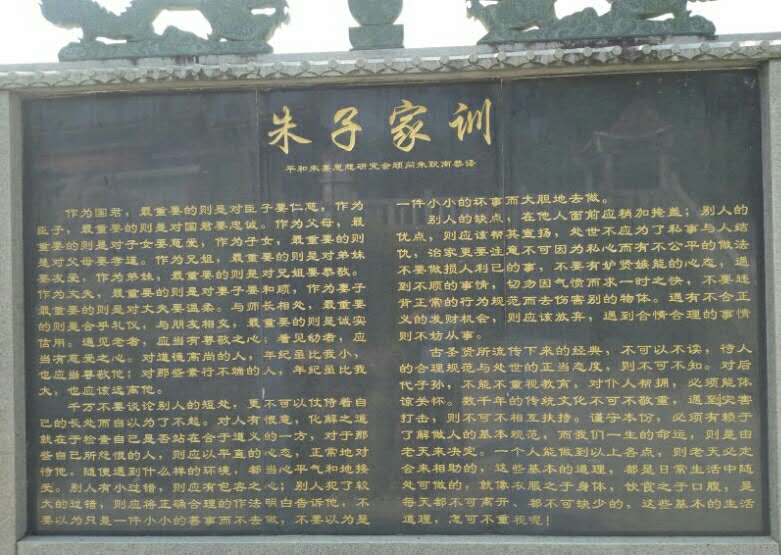 朱子家训
平和朱熹思想研究会顾问朱跃南恭译
作为国君，最重要的则是对臣子要仁慈，作为
臣子，最重要的则是对国君要忠诚。作为父母，最
重要的则是对子女要慈爱，作为子女，最重要的则
是对父母要孝道。作为兄姐，最重要的则是对弟妹
要友爱，作为弟妹，最重要的则是对兄姐要恭敬。
作为丈夫，最重要的则是对妻子要和顺，作为妻子
最重要的则是对丈夫要温柔。与师长相处，最重要
的则是合乎礼仪，与朋友相交，最重要的则是诚实
信用。遇见老者，应当有尊敬之心；看见幼者，应
当有慈爱之心。对道德高尚的人，年纪虽比我小，
也应当尊敬他；对那些素行不端的人，年纪虽比我
大，也应该远离他。
千万不要谈论别人的短处，更不可以仗恃着自
己的长处而自以为了不起。对人有恨意，化解之道
就在于检查自己是否站在合于道义的一方，对于那
些自己所怨恨的人，则应以平直的心态，正常地对
待他。随便遇到什么样的环境，都当心平气和地接
受。别人有小过错，则应有包容之心；别人犯了较
大的过错，则应将正确合理的作法明白告诉他，不
要以为只是一件小小的善事而不去做，不要以为是
一件小小的坏事而大胆地去做。
别人的缺点，在他人面前应稍加掩盖；别人的
优点，则应该帮其宣扬，处世不应为了私事与人结
仇，治家更要注意不可因为私心而有不公平的做法
不要做损人利已的事，不要有妒贤嫉能的心态，遇
到不顺的事情，切勿因气愤而求一时之快，不要违
背正常的行为规范而去伤害别的物体。遇有不合正
义的发财机会，则应该放弃，遇到合情合理的事情
则不妨从事。
古圣贤所流传下来的经典，不可以不读，待人
的合理规范与处世的正当态度，则不可不知。对后
代子孙，不能不重视教育，对仆人帮拥，必须能体
谅关怀。数千年的传统文化不可不敬重，遇到灾害
打击，则不可不相互扶持。谨守本份，必须有赖于
了解做人的基本规范，而我们一生的命运，则是由
老天来决定。一个人能做到以上各点，则老天必定
会来相助的，这些基本的道理，都是日常生活中随
处可做的，就像衣服之于身体，饮食之于口腹，是
每天都不可离开、都不可缺少的，这些基本的生活
道理，怎可不重视呢！